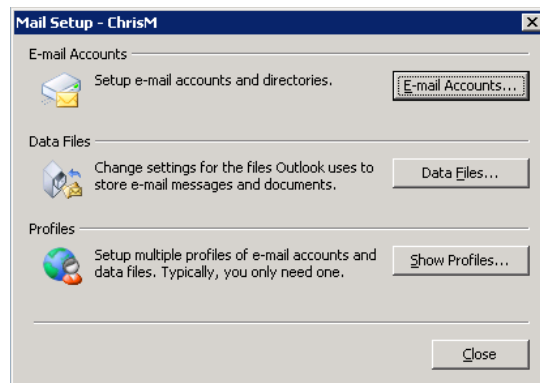 Mail Setup - ChrisM
E-mail Accounts
Setup e-mail accounts and directories.
E-mail Accounts...
Data Files
Change settings for the files Outlook uses to
store e-mail messages and documents.
Data Files...
Profiles
Setup multiple profiles of e-mail accounts and
data files. Typically, you only need one.
Show Profiles...
Close